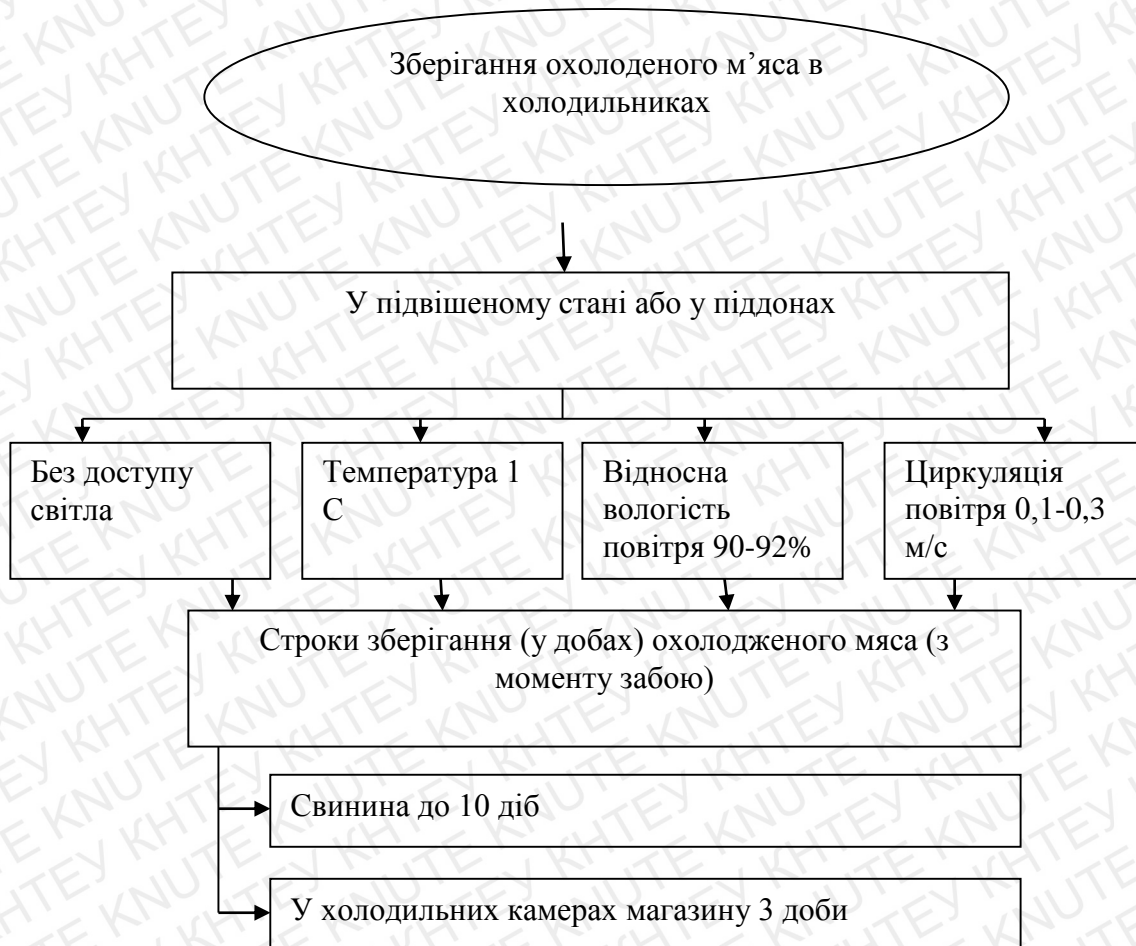 Зберігання охолоденого м’яса в
холодильниках
У підвішеному стані або у піддонах
Без доступу
світла
Температура 1
С
Відносна
вологість
повітря 90-92%
Циркуляція
повітря 0,1-0,3
м/с
Строки зберігання (у добах) охолодженого мяса (з
моменту забою)
Свинина до 10 діб
У холодильних камерах магазину 3 доби